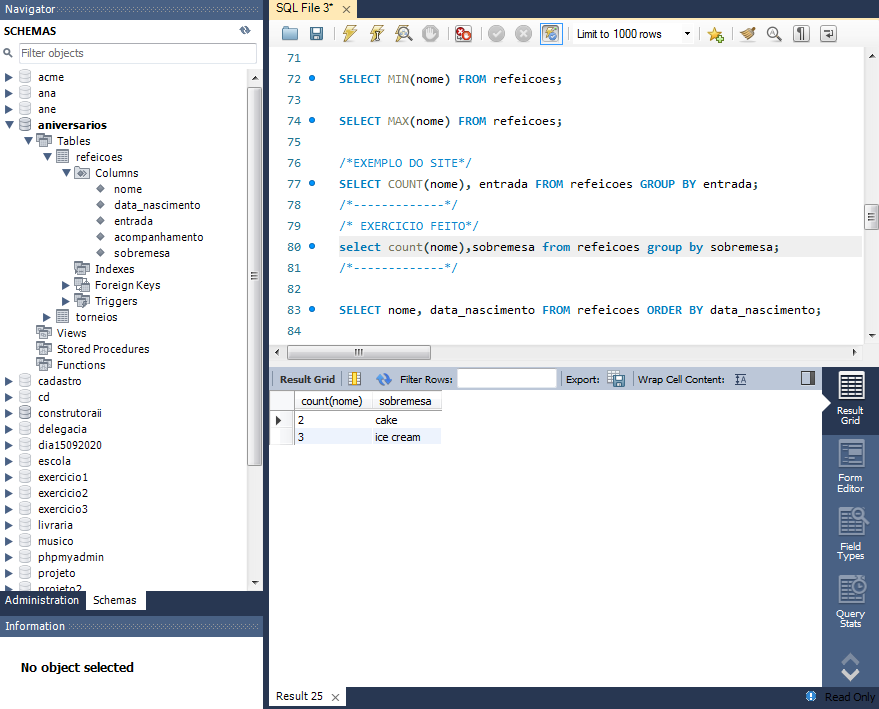 Navigator
SCHEMAS
Filter objects
acme
ana
ane
aniversarios
Tables
refeicoes
Columns
nome
data_nascimento
entrada
acompanhamento
sobremesa
Indexes
Foreign Keys
Triggers
torneios
Views
Stored Procedures
Functions
cadastro
cd
construtoraii
delegacia
dia15092020
escola
exercicio1
exercicio2
exercicio3
livraria
musico
phpmyadmin
projeto
projeto2
Administration Schemas
Information
No object selected
SQL File 3*
Limit to 1000 rows
71
72 SELECT MIN(nome) FROM refeicoes;
73
74 SELECT MAX(nome) FROM refeicoes;
75
76 /*EXEMPLO DO SITE*/
77 SELECT COUNT(nome), entrada FROM refeicoes GROUP BY entrada;
78 /*-------------*/
79 /* EXERCICIO FEITO*/
80 select count(nome),sobremesa from refeicoes group by sobremesa;
81 /*-------------*/
82
83 SELECT nome, data_nascimento FROM refeicoes ORDER BY data_nascimento;
84
Result Grid Filter Rows: Export: Wrap Cell Content:
count(nome) sobremesa
2 cake
3 ice cream
Result
Grid
Form
Editor
Field
Types
Query
Stats
Result 25
Read Only